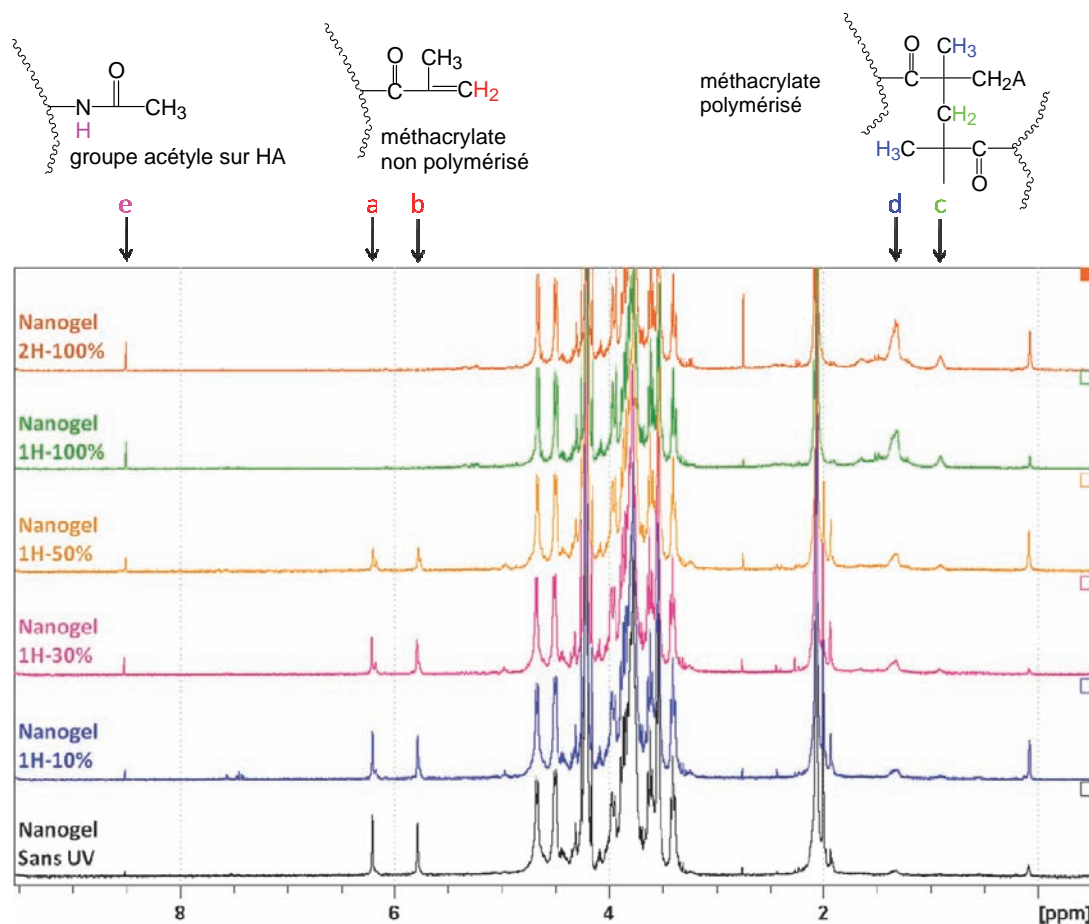 O
N
CH3
H
groupe acétyle sur HA
O
CH3
C
CH2
méthacrylate
non polymérisé
méthacrylate
polymérisé
O
CH3
C
CH2A
CH2
H3C
C
O
e
a
b
d
c
Nanogel
2H-100%
Nanogel
1H-100%
Nanogel
1H-50%
Nanogel
1H-30%
Nanogel
1H-10%
Nanogel
Sans UV
8
6
4
2
[ppm]